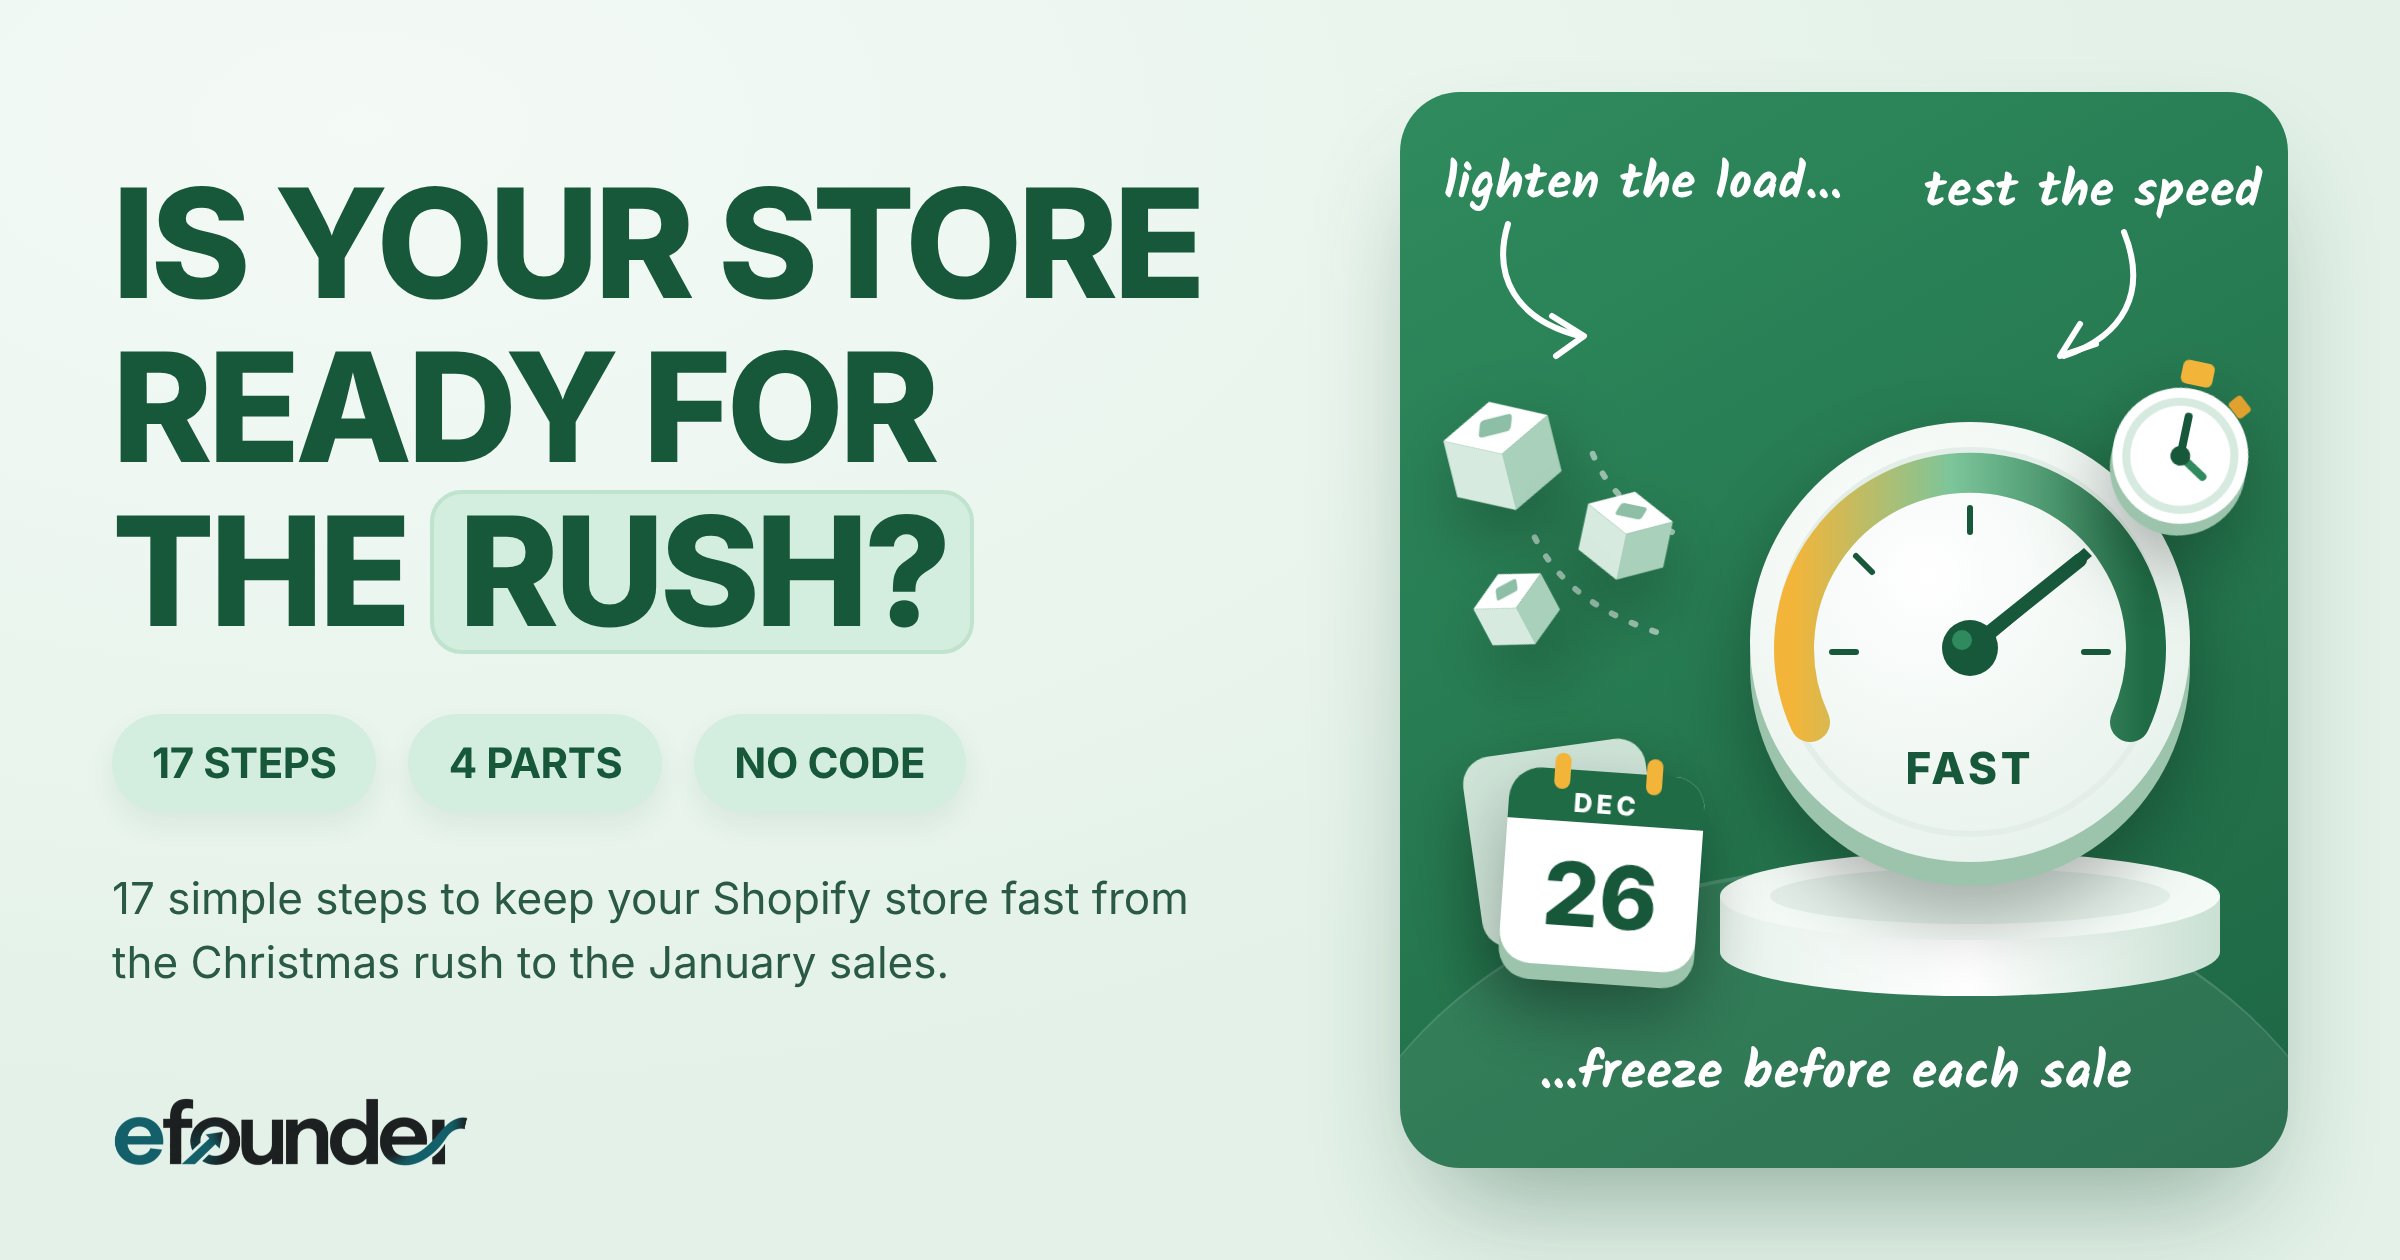 IS YOUR STORE
READY FOR
THE RUSH?
17 STEPS
4 PARTS
NO CODE
17 simple steps to keep your Shopify store fast from
the Christmas rush to the January sales.
efounder
lighten the load...
test the speed
FAST
DEC
26
...freeze before each sale